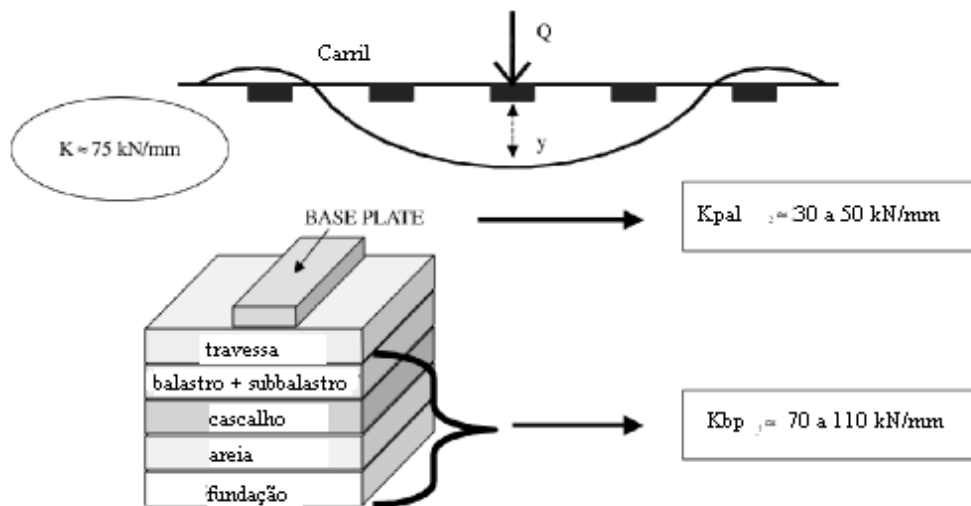 Q
Carril
y
K ≈ 75 kN/mm
BASE PLATE
Kpal ≈ 30 a 50 kN/mm
travessa
balastro + subbalastro
cascalho
areia
fundação
Kbp ≈ 70 a 110 kN/mm